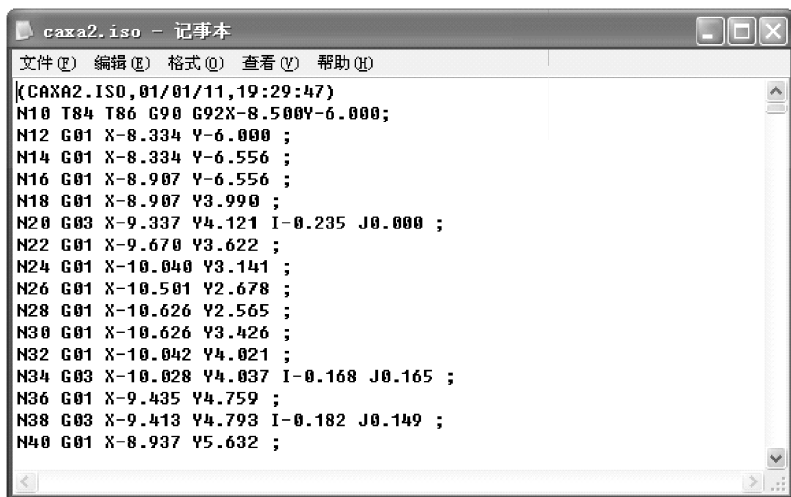 caxa2.iso - 记事本
文件(F) 编辑(E) 格式(O) 查看(V) 帮助(H)
(CAXA2.ISO,01/01/11,19:29:47)
N10 T84 T86 G90 G92X-8.500Y-6.000;
N12 G01 X-8.334 Y-6.000 ;
N14 G01 X-8.334 Y-6.556 ;
N16 G01 X-8.907 Y-6.556 ;
N18 G01 X-8.907 Y3.990 ;
N20 G03 X-9.337 Y4.121 I-0.235 J0.000 ;
N22 G01 X-9.670 Y3.622 ;
N24 G01 X-10.040 Y3.141 ;
N26 G01 X-10.501 Y2.678 ;
N28 G01 X-10.626 Y2.565 ;
N30 G01 X-10.626 Y3.426 ;
N32 G01 X-10.042 Y4.021 ;
N34 G03 X-10.028 Y4.037 I-0.168 J0.165 ;
N36 G01 X-9.435 Y4.759 ;
N38 G03 X-9.413 Y4.793 I-0.182 J0.149 ;
N40 G01 X-8.937 Y5.632 ;